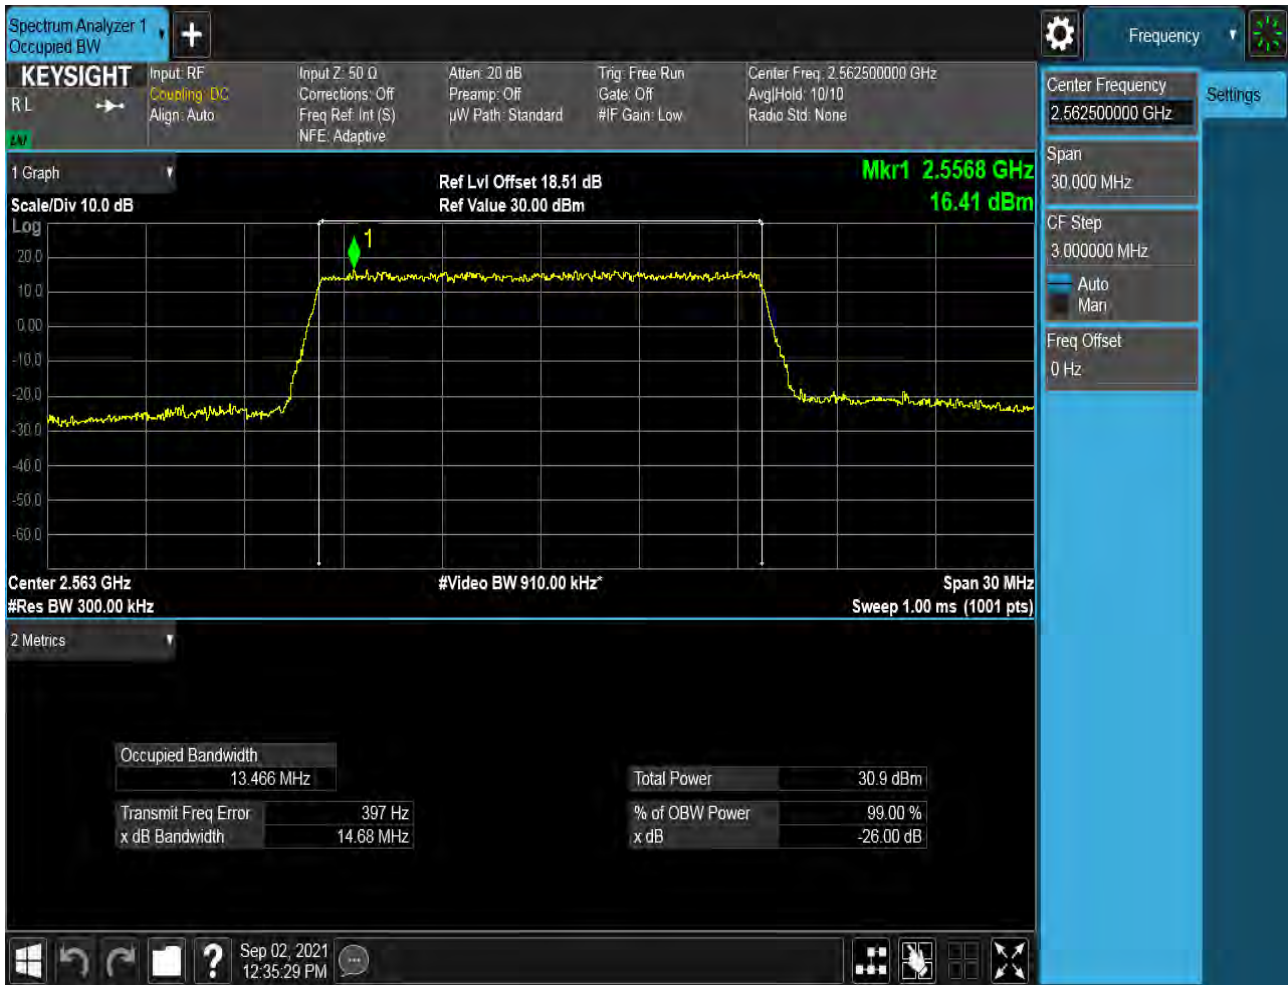 Spectrum Analyzer 1
Occupied BW
Frequency
KEYSIGHT
R L
LXI
Input: RF
Coupling: DC
Align: Auto
Input Z: 50 Ω
Corrections: Off
Freq Ref: Int (S)
NFE: Adaptive
Atten: 20 dB
Preamp: Off
µW Path: Standard
Trig: Free Run
Gate: Off
#IF Gain: Low
Center Freq: 2.562500000 GHz
Avg|Hold: 10/10
Radio Std: None
1 Graph
Scale/Div 10.0 dB
Ref Lvl Offset 18.51 dB
Ref Value 30.00 dBm
Mkr1 2.5568 GHz
16.41 dBm
Log
1
20.0
10.0
0.00
-10.0
-20.0
-30.0
-40.0
-50.0
-60.0
Center 2.563 GHz
#Video BW 910.00 kHz*
Span 30 MHz
#Res BW 300.00 kHz
Sweep 1.00 ms (1001 pts)
2 Metrics
Occupied Bandwidth
13.466 MHz
Total Power 30.9 dBm
Transmit Freq Error 397 Hz
% of OBW Power 99.00 %
x dB Bandwidth 14.68 MHz
x dB -26.00 dB
Center Frequency
2.562500000 GHz
Settings
Span
30.000 MHz
CF Step
3.000000 MHz
Auto
Man
Freq Offset
0 Hz
?
Sep 02, 2021
12:35:29 PM